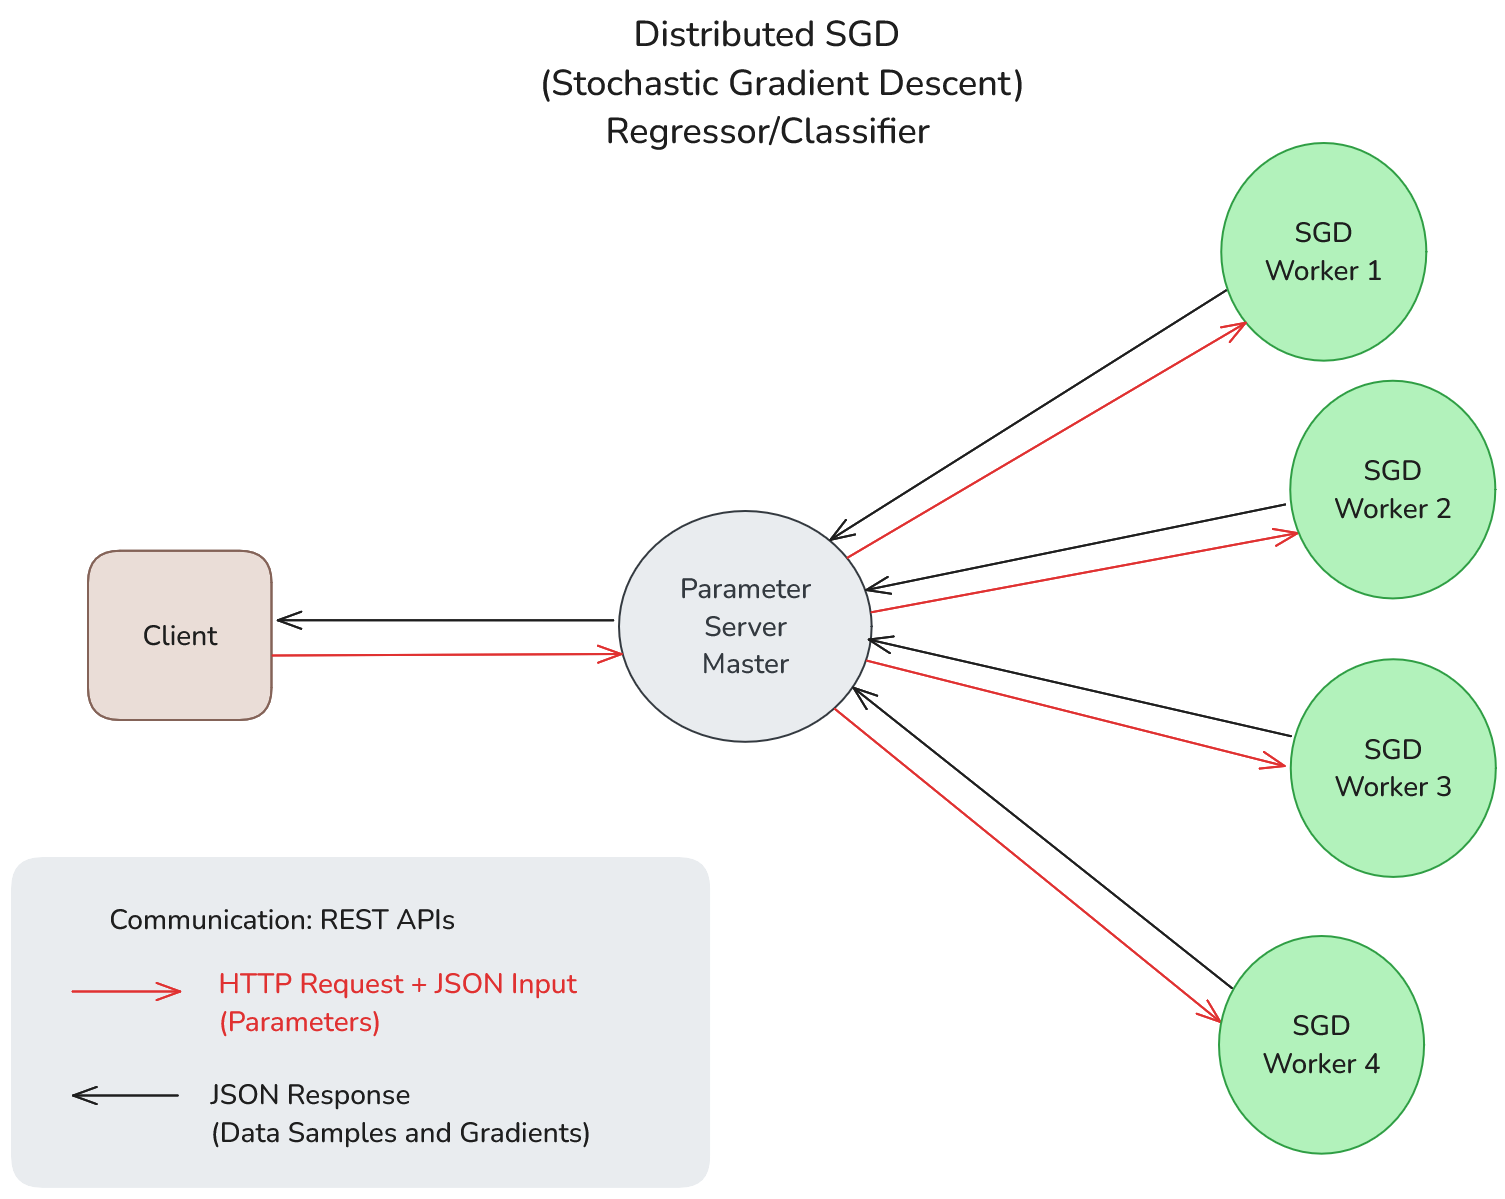 Distributed SGD
(Stochastic Gradient Descent)
Regressor/Classifier
SGD
Worker 1
SGD
Worker 2
Parameter
Server
Master
Client
SGD
Worker 3
Communication: REST APIs
HTTP Request + JSON Input
(Parameters)
JSON Response
(Data Samples and Gradients)
SGD
Worker 4